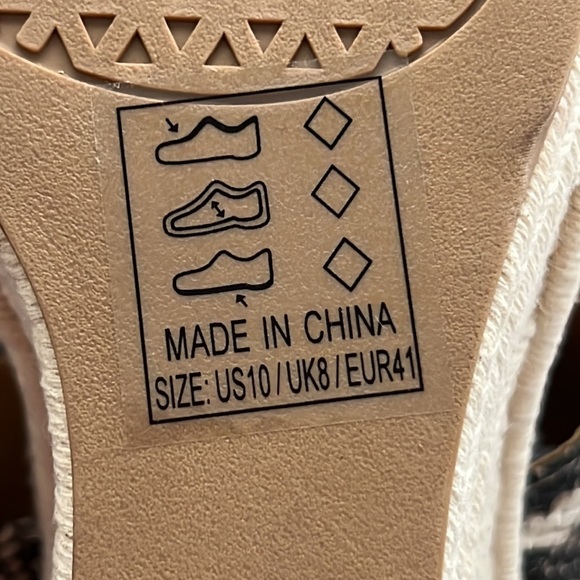 MADE IN CHINA
SIZE: US10 / UK8 / EUR41